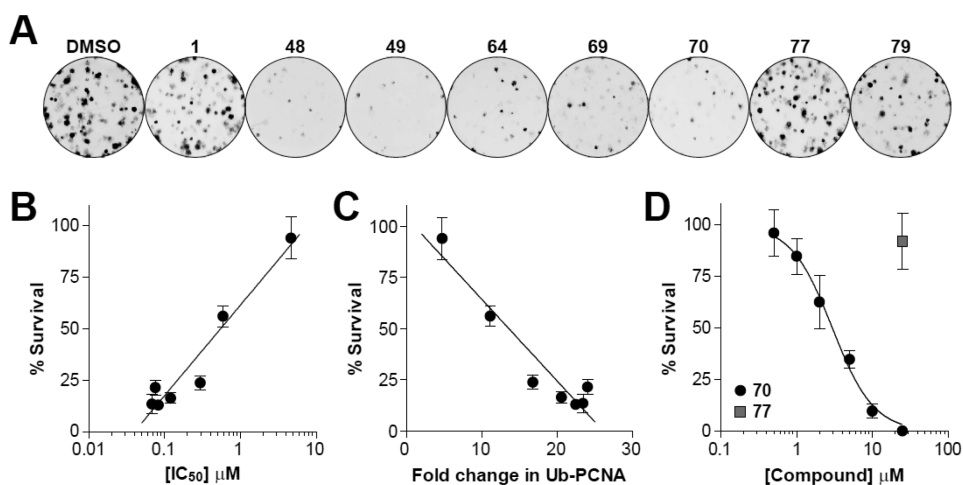 A
DMSO 1 48 49 64 69 70 77 79
B C D
100 100 100
75 75 75
50 50 50
25 25 25
0 0 0
% Survival % Survival % Survival
70
77
0.01 0.1 1 10 0 10 20 30 0.1 1 10 100
[IC50] μM Fold change in Ub-PCNA [Compound] μM